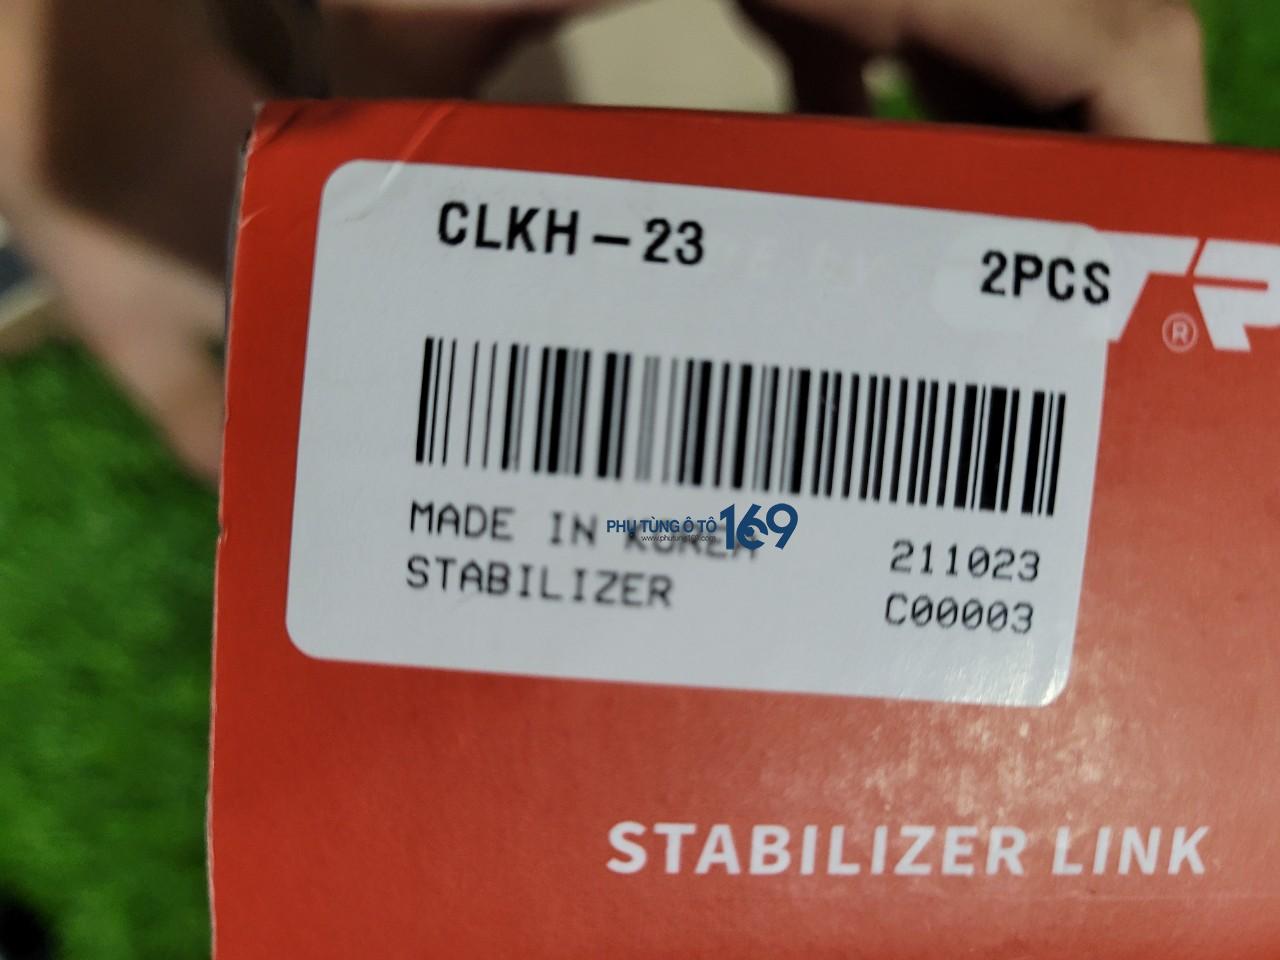 CLKH-23
2PCS
®
MADE IN KOREA
STABILIZER
211023
C00003
PHỤ TÙNG Ô TÔ 169
STABILIZER LINK